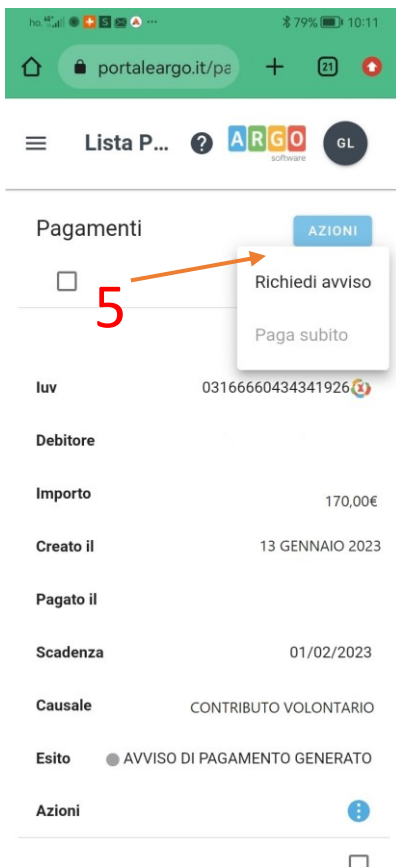 ho. 79% 10:11
portaleargo.it/pa 21
Lista P... ? ARGO software GL
Pagamenti AZIONI
5
Richiedi avviso
Paga subito
Iuv 03166660434341926
Debitore
Importo 170,00€
Creato il 13 GENNAIO 2023
Pagato il
Scadenza 01/02/2023
Causale CONTRIBUTO VOLONTARIO
Esito AVVISO DI PAGAMENTO GENERATO
Azioni